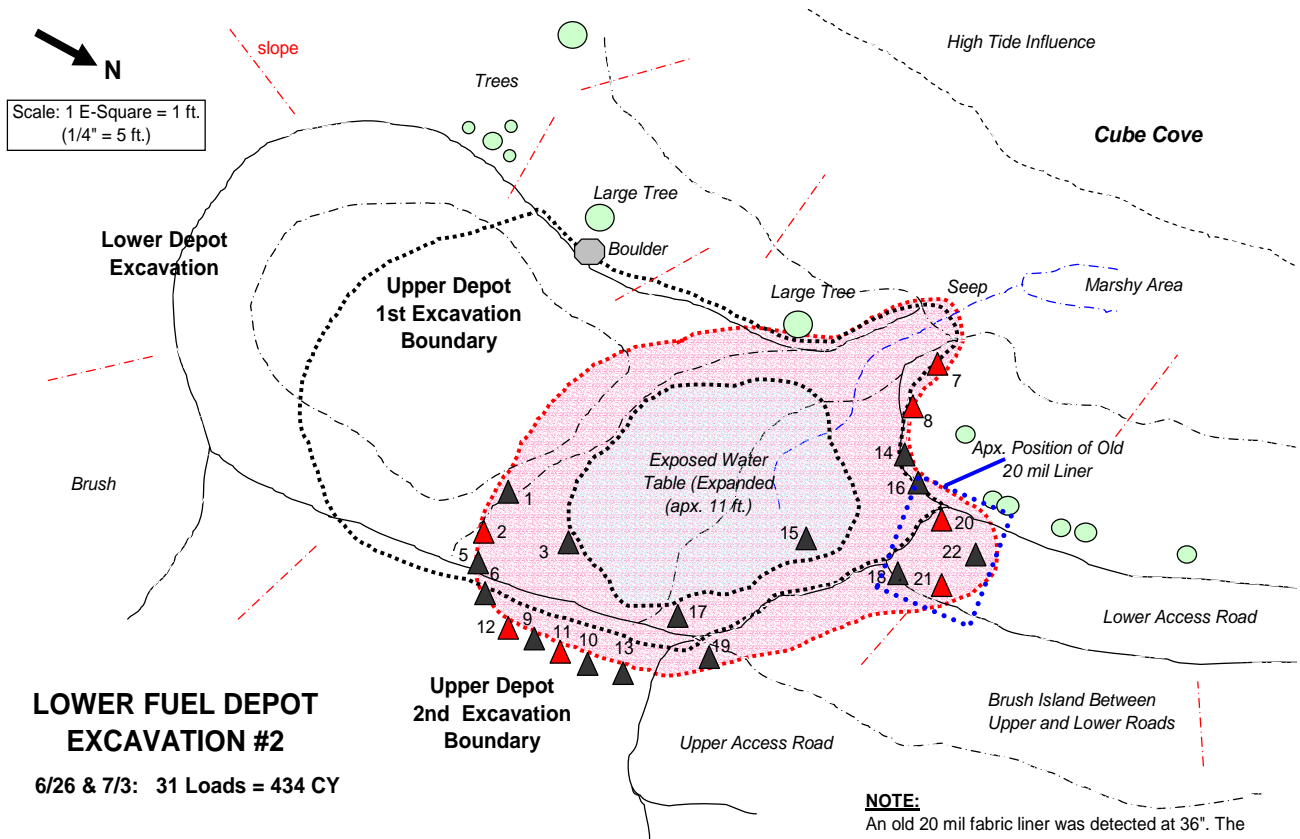 slope
High Tide Influence
N
Trees
Scale: 1 E-Square = 1 ft.
(1/4" = 5 ft.)
Cube Cove
Large Tree
Lower Depot
Excavation
Boulder
Upper Depot
1st Excavation
Boundary
Large Tree
Seep
Marshy Area
7
8
Apx. Position of Old
20 mil Liner
14
Exposed Water
Table (Expanded
(apx. 11 ft.)
Brush
16
1
2
20
3
15
22
5
6
18
21
17
Lower Access Road
12
9
11
10
13
19
Upper Depot
2nd Excavation
Boundary
LOWER FUEL DEPOT
EXCAVATION #2
Brush Island Between
Upper and Lower Roads
Upper Access Road
6/26 & 7/3: 31 Loads = 434 CY
NOTE:
An old 20 mil fabric liner was detected at 36". The